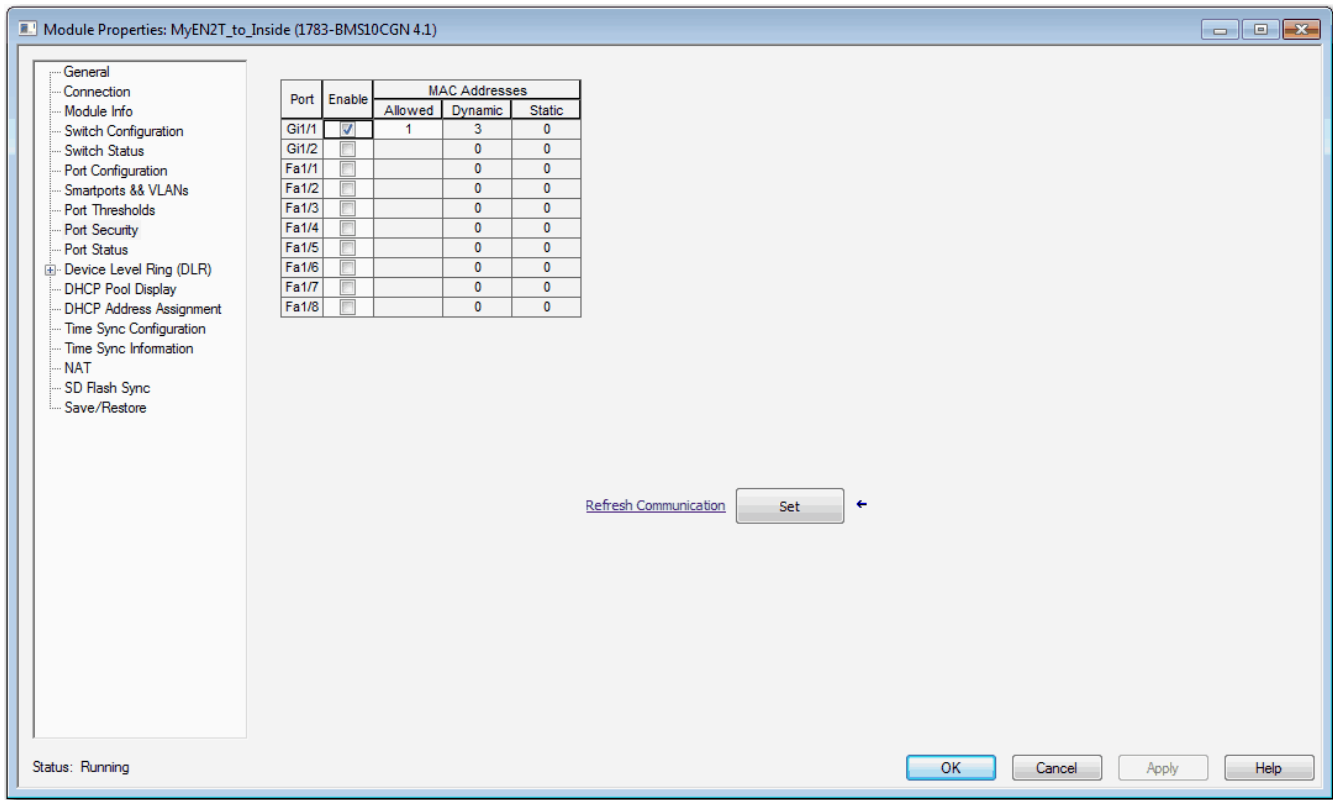 Module Properties: MyEN2T_to_Inside (1783-BMS10CGN 4.1)
General
Connection
Module Info
Switch Configuration
Switch Status
Port Configuration
Smartports && VLANs
Port Thresholds
Port Security
Port Status
Device Level Ring (DLR)
DHCP Pool Display
DHCP Address Assignment
Time Sync Configuration
Time Sync Information
NAT
SD Flash Sync
Save/Restore
Port Enable MAC Addresses
Allowed Dynamic Static
Gi1/1 1 3 0
Gi1/2 0 0
Fa1/1 0 0
Fa1/2 0 0
Fa1/3 0 0
Fa1/4 0 0
Fa1/5 0 0
Fa1/6 0 0
Fa1/7 0 0
Fa1/8 0 0
Refresh Communication Set ←
Status: Running OK Cancel Apply Help